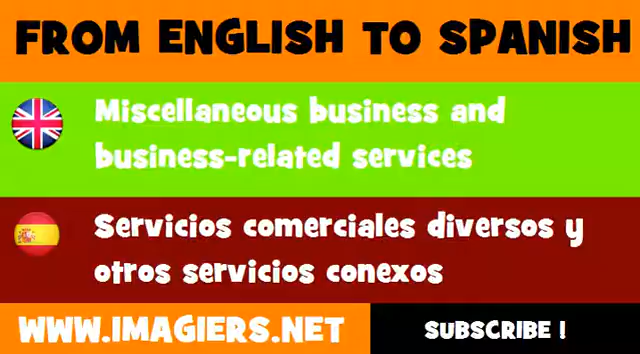 FROM ENGLISH TO SPANISH
Miscellaneous business and
business-related services
Servicios comerciales diversos y
otros servicios conexos
WWW.IMAGIERS.NET
SUBSCRIBE !